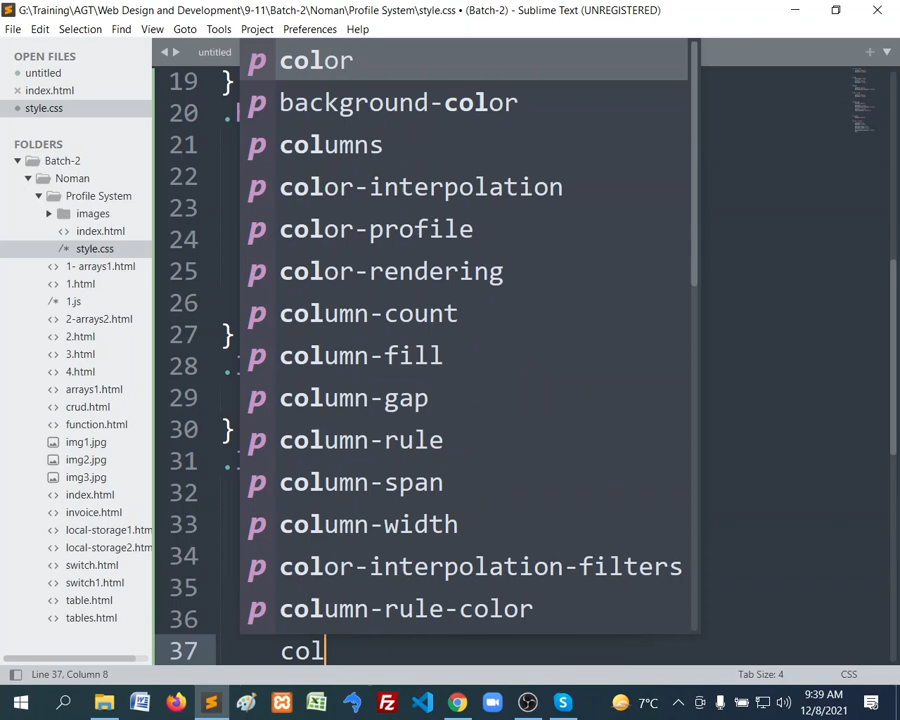 G:\Training\AGT\Web Design and Development\9-11\Batch-2\Noman\Profile System\style.css • (Batch-2) - Sublime Text (UNREGISTERED)
File Edit Selection Find View Goto Tools Project Preferences Help
OPEN FILES
untitled
index.html
style.css
FOLDERS
Batch-2
Noman
Profile System
images
index.html
style.css
1- arrays1.html
1.html
1.js
2-arrays2.html
2.html
3.html
4.html
arrays1.html
crud.html
function.html
img1.jpg
img2.jpg
img3.jpg
index.html
invoice.html
local-storage1.htm
local-storage2.htm
switch.html
switch1.html
table.html
tables.html
untitled
19 }
20 .
21
22
23
24
25
26
27 }
28 .
29
30 }
31 .
32
33
34
35
36
37 col
p color
p background-color
p columns
p color-interpolation
p color-profile
p color-rendering
p column-count
p column-fill
p column-gap
p column-rule
p column-span
p column-width
p color-interpolation-filters
p column-rule-color
Line 37, Column 8
Tab Size: 4
CSS
7°C
9:39 AM
12/8/2021